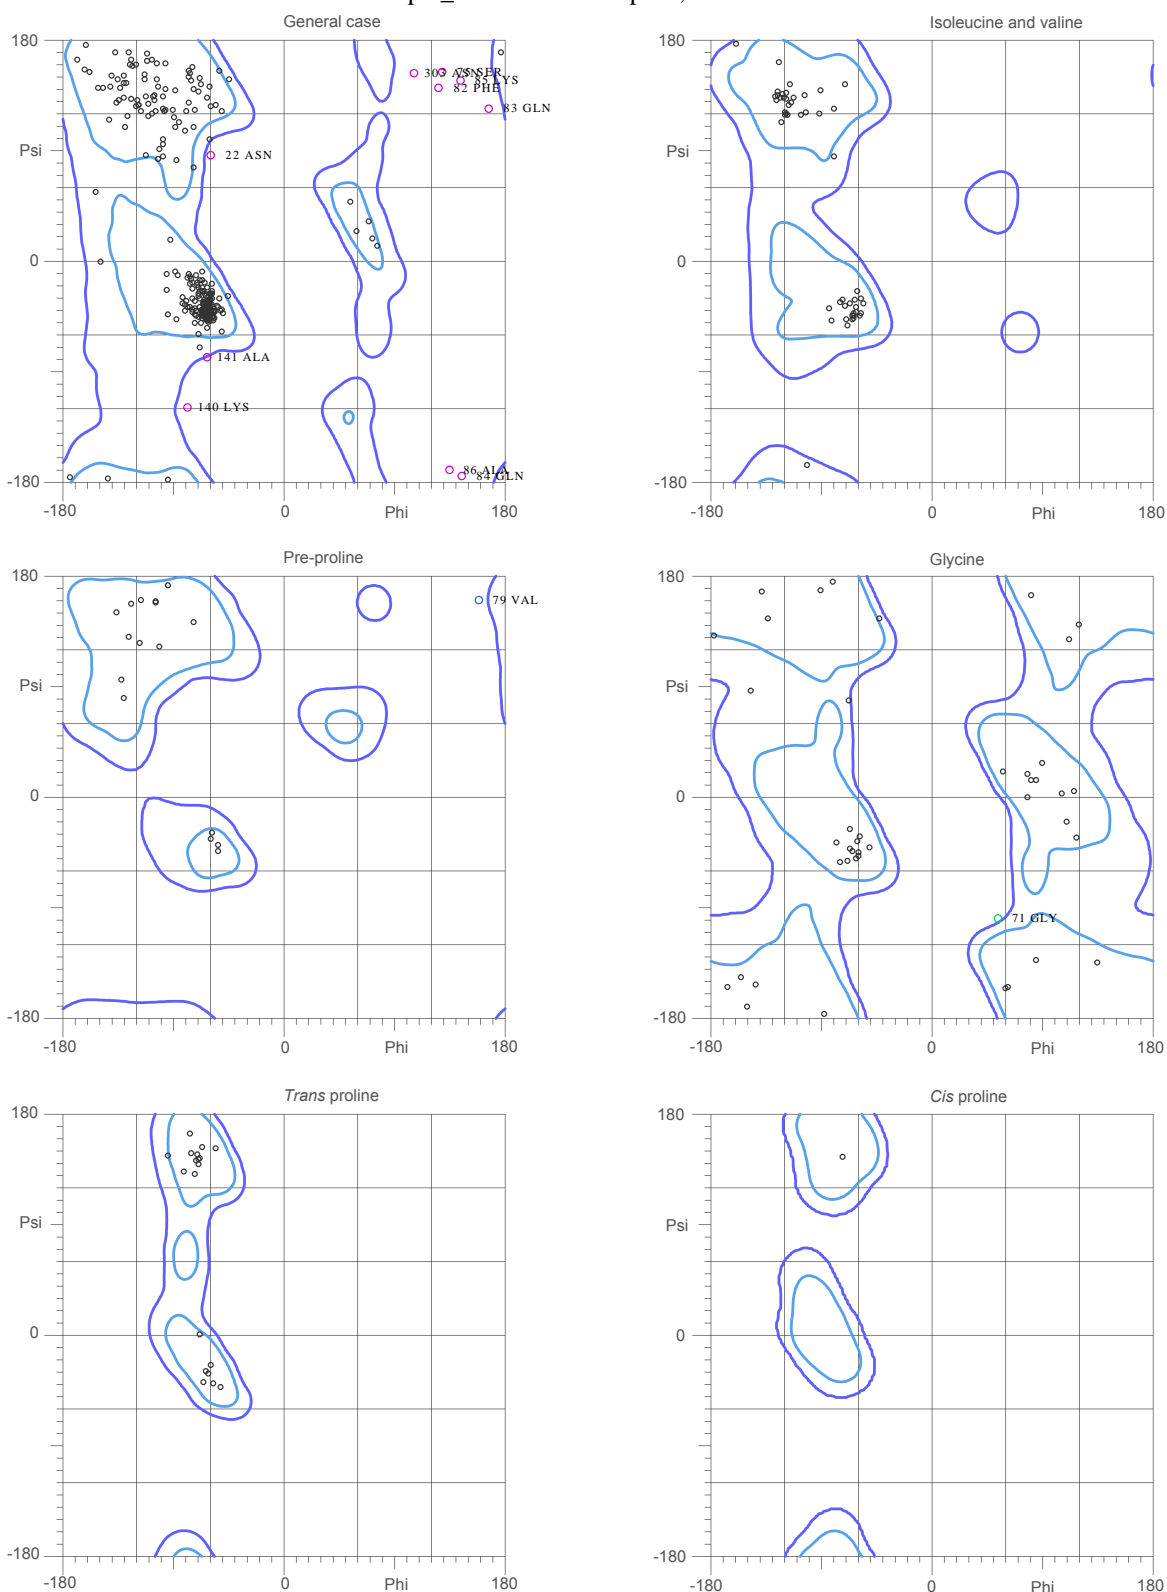 General case
Isoleucine and valine
180
303 ASN
75 SER
85 LYS
82 PHE
83 GLN
Psi
22 ASN
0
141 ALA
140 LYS
86 ALA
84 GLN
-180
-180
0
Phi
180
180
Psi
0
-180
-180
0
Phi
180
Pre-proline
Glycine
180
79 VAL
Psi
0
-180
-180
0
Phi
180
180
Psi
0
71 GLY
-180
-180
0
Phi
180
Trans proline
Cis proline
180
Psi
0
-180
-180
0
Phi
180
180
Psi
0
-180
-180
0
Phi
180